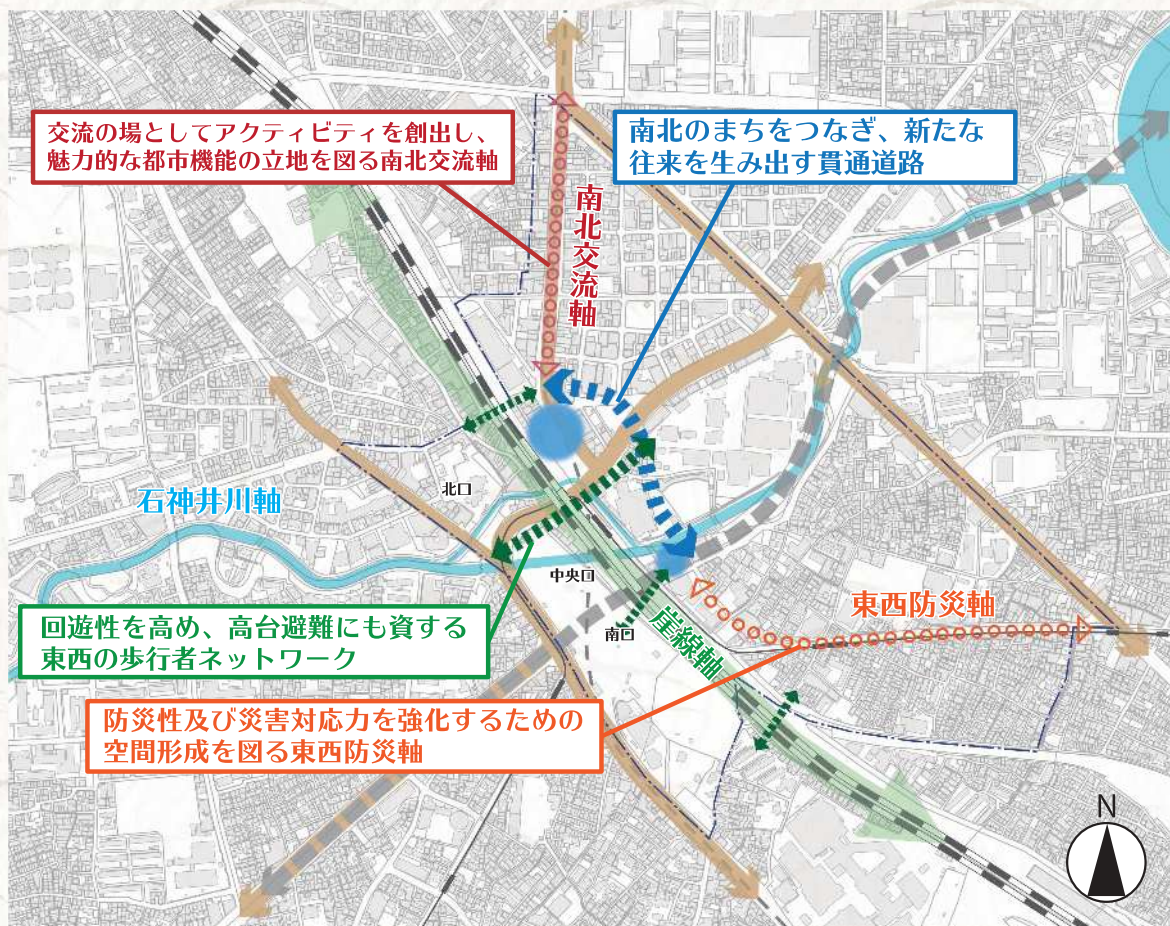 交流の場としてアクティビティを創出し、
魅力的な都市機能の立地を図る南北交流軸
南北のまちをつなぎ、新たな
往来を生み出す貫通道路
南北交流軸
北口
石神井川軸
中央口
東西防災軸
南口
崖線軸
回遊性を高め、高台避難にも資する
東西の歩行者ネットワーク
防災性及び災害対応力を強化するための
空間形成を図る東西防災軸
N